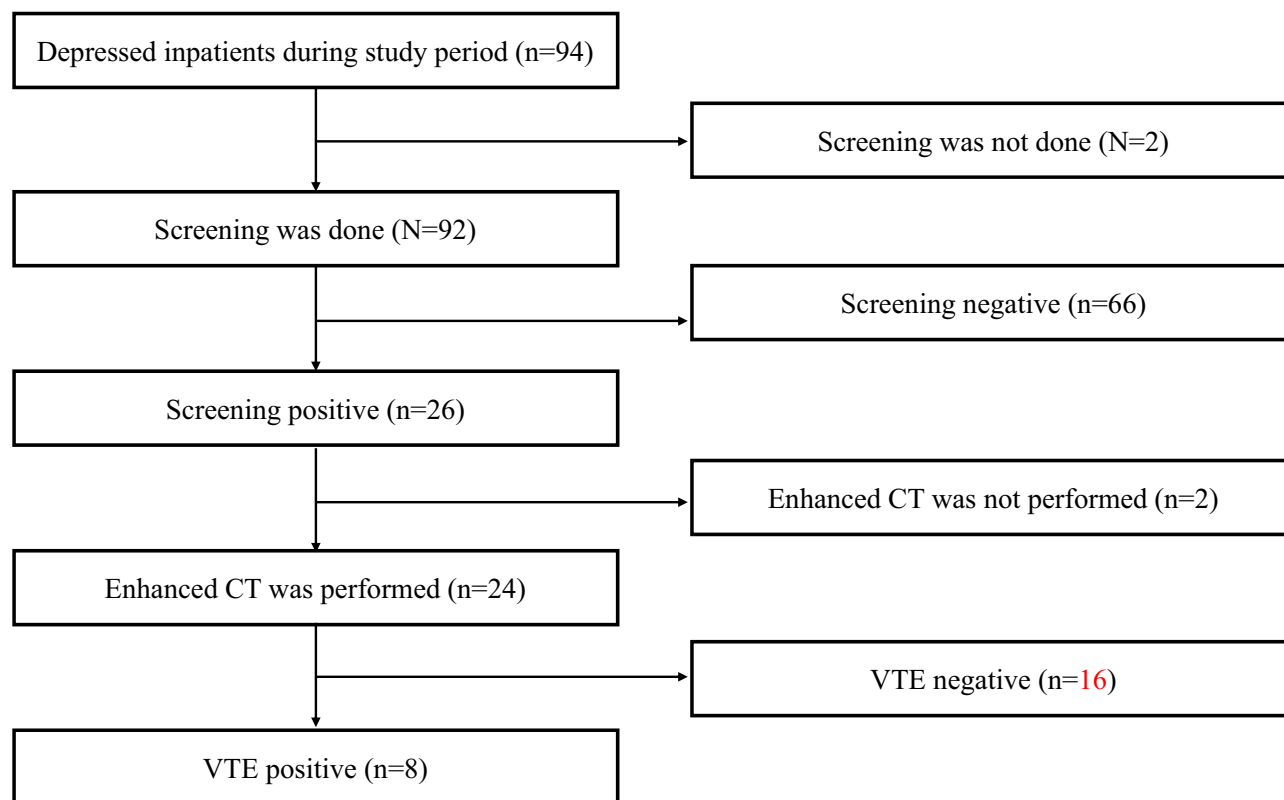 Depressed inpatients during study period (n=94)
Screening was not done (N=2)
Screening was done (N=92)
Screening negative (n=66)
Screening positive (n=26)
Enhanced CT was not performed (n=2)
Enhanced CT was performed (n=24)
VTE negative (n=16)
VTE positive (n=8)